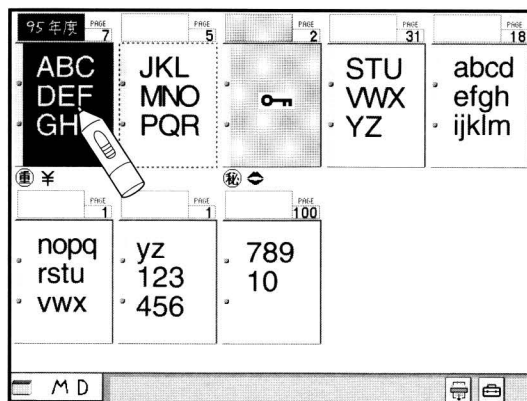 95年度 PAGE 7
PAGE 5
PAGE 2
PAGE 31
PAGE 18
ABC
DEF
GH
JKL
MNO
PQR
STU
VWX
YZ
abcd
efgh
ijklm
重 ¥
秘
PAGE 1
PAGE 1
PAGE 100
nopq
rstu
vwx
yz
123
456
789
10
MD